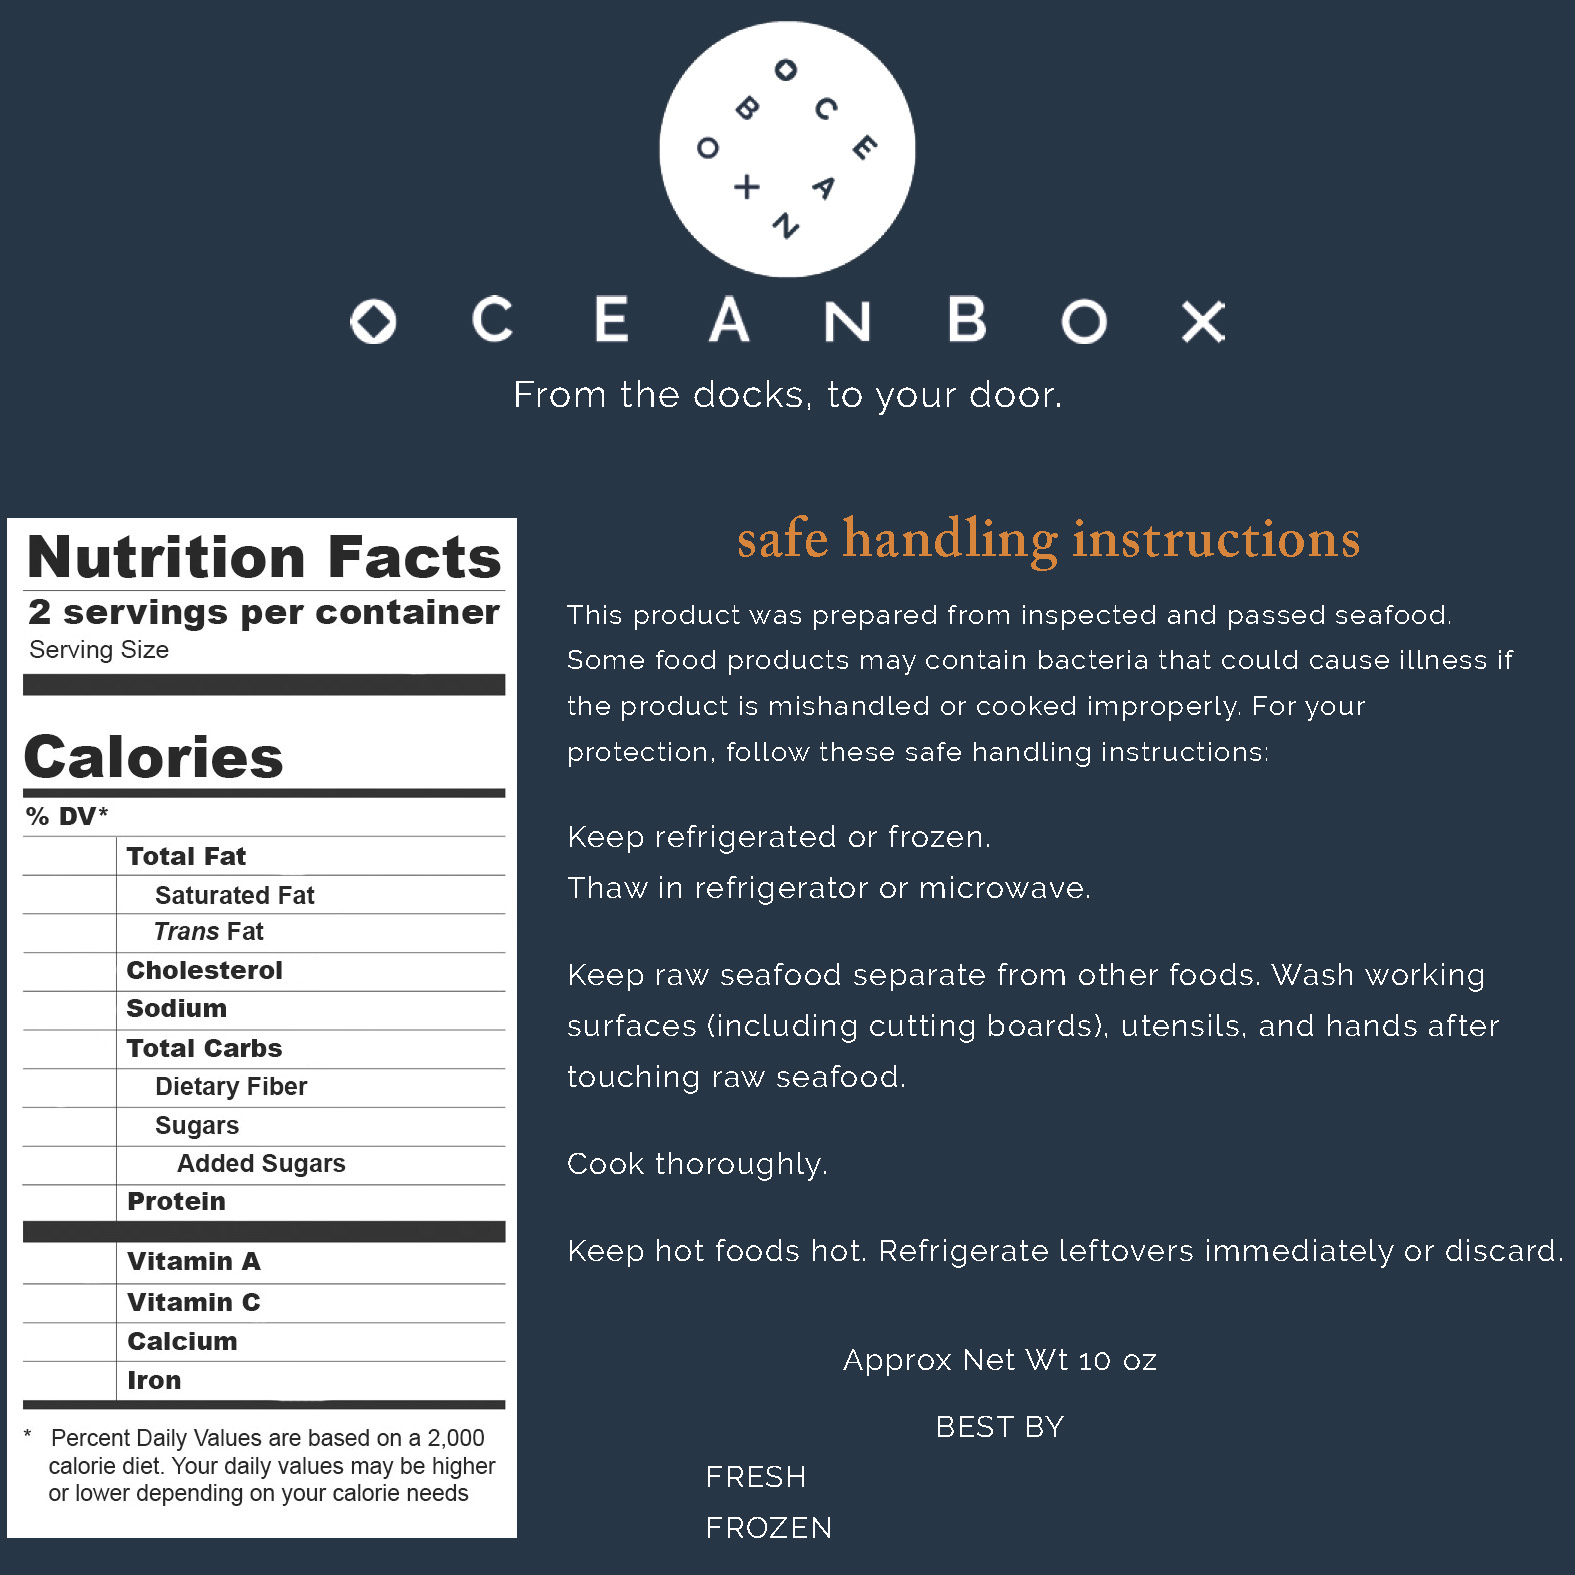 O C E A N B O X
O C E A N B O X
From the docks, to your door.
Nutrition Facts
2 servings per container
Serving Size
Calories
% DV*
Total Fat
Saturated Fat
Trans Fat
Cholesterol
Sodium
Total Carbs
Dietary Fiber
Sugars
Added Sugars
Protein
Vitamin A
Vitamin C
Calcium
Iron
* Percent Daily Values are based on a 2,000
calorie diet. Your daily values may be higher
or lower depending on your calorie needs
safe handling instructions
This product was prepared from inspected and passed seafood.
Some food products may contain bacteria that could cause illness if
the product is mishandled or cooked improperly. For your
protection, follow these safe handling instructions:
Keep refrigerated or frozen.
Thaw in refrigerator or microwave.
Keep raw seafood separate from other foods. Wash working
surfaces (including cutting boards), utensils, and hands after
touching raw seafood.
Cook thoroughly.
Keep hot foods hot. Refrigerate leftovers immediately or discard.
Approx Net Wt 10 oz
BEST BY
FRESH
FROZEN